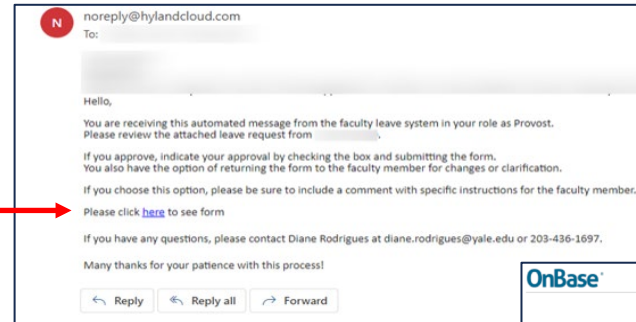 N
noreply@hylandcloud.com
To:
Hello,
You are receiving this automated message from the faculty leave system in your role as Provost.
Please review the attached leave request from .
If you approve, indicate your approval by checking the box and submitting the form.
You also have the option of returning the form to the faculty member for changes or clarification.
If you choose this option, please be sure to include a comment with specific instructions for the faculty member.
Please click here to see form
If you have any questions, please contact Diane Rodrigues at diane.rodrigues@yale.edu or 203-436-1697.
Many thanks for your patience with this process!
Reply Reply all Forward
OnBase